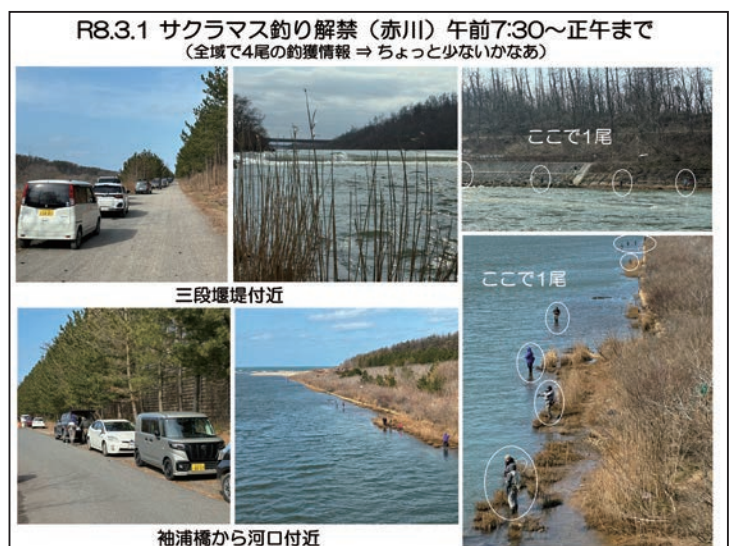 R8.3.1 サクラマス釣り解禁（赤川）午前7:30～正午まで
（全域で4尾の釣獲情報 ⇒ ちょっと少ないかなあ）
ここで1尾
三段堰堤付近
ここで1尾
袖浦橋から河口付近